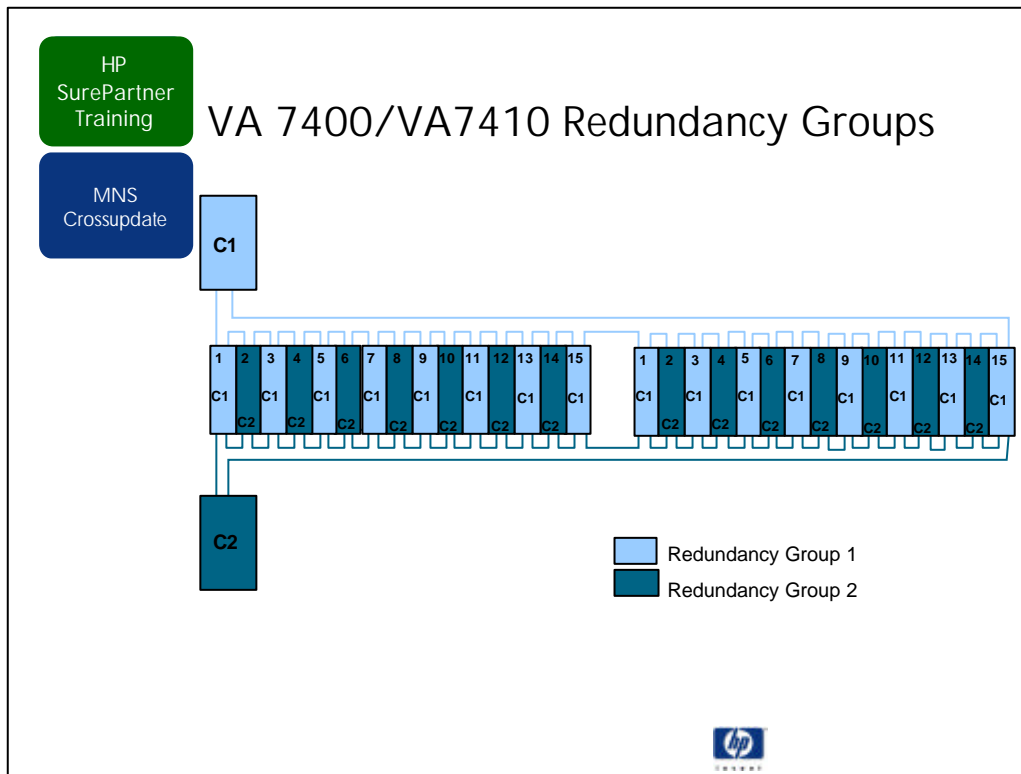 HP
SurePartner
Training
VA 7400/VA7410 Redundancy Groups
MNS
Crossupdate
C1
1 2 3 4 5 6 7 8 9 10 11 12 13 14 15
C1 C1 C1 C1 C1 C1 C1 C1
C2 C2 C2 C2 C2 C2 C2
1 2 3 4 5 6 7 8 9 10 11 12 13 14 15
C1 C1 C1 C1 C1 C1 C1 C1
C2 C2 C2 C2 C2 C2 C2
C2
Redundancy Group 1
Redundancy Group 2
hp
invent